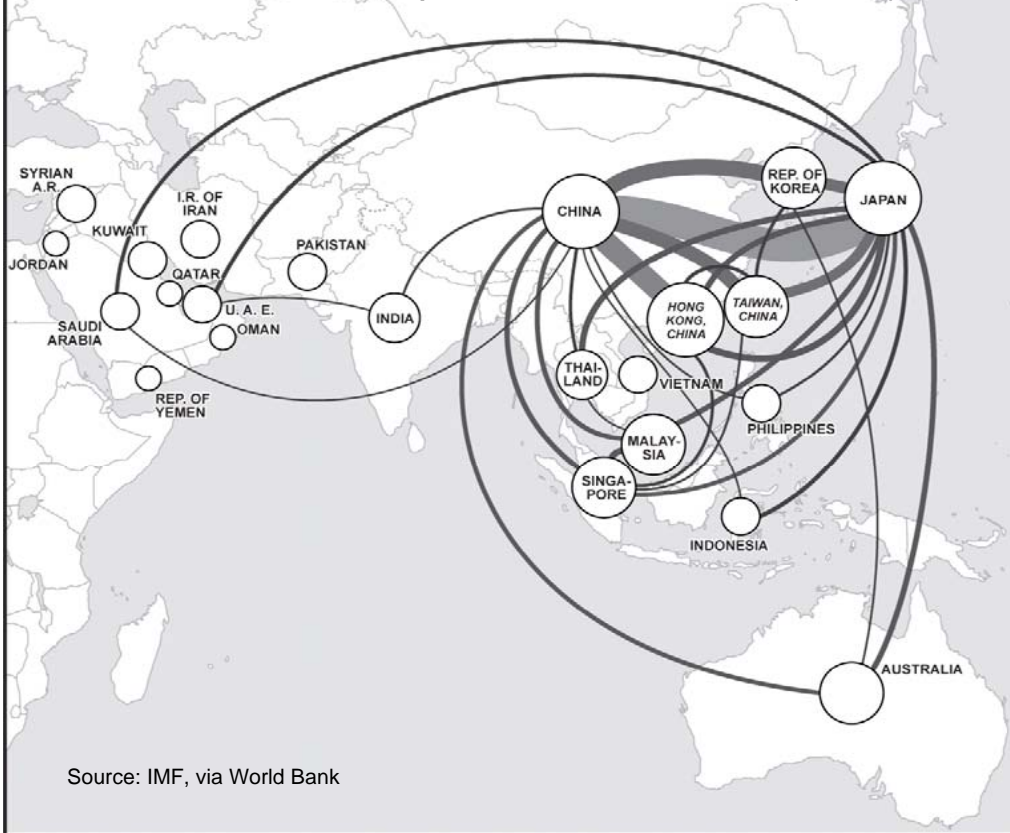 SYRIAN
A.R.
I.R. OF
IRAN
KUWAIT
JORDAN
QATAR
PAKISTAN
U. A. E.
OMAN
SAUDI
ARABIA
REP. OF
YEMEN
INDIA
CHINA
REP. OF
KOREA
JAPAN
HONG
KONG,
CHINA
TAIWAN,
CHINA
THAI-
LAND
VIETNAM
PHILIPPINES
MALAY-
SIA
SINGA-
PORE
INDONESIA
AUSTRALIA
Source: IMF, via World Bank